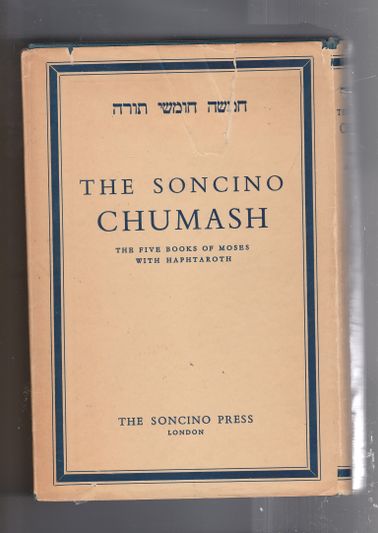 חמשה חומשי תורה
THE SONCINO
CHUMASH
THE FIVE BOOKS OF MOSES
WITH HAPHTAROTH
THE SONCINO PRESS
LONDON